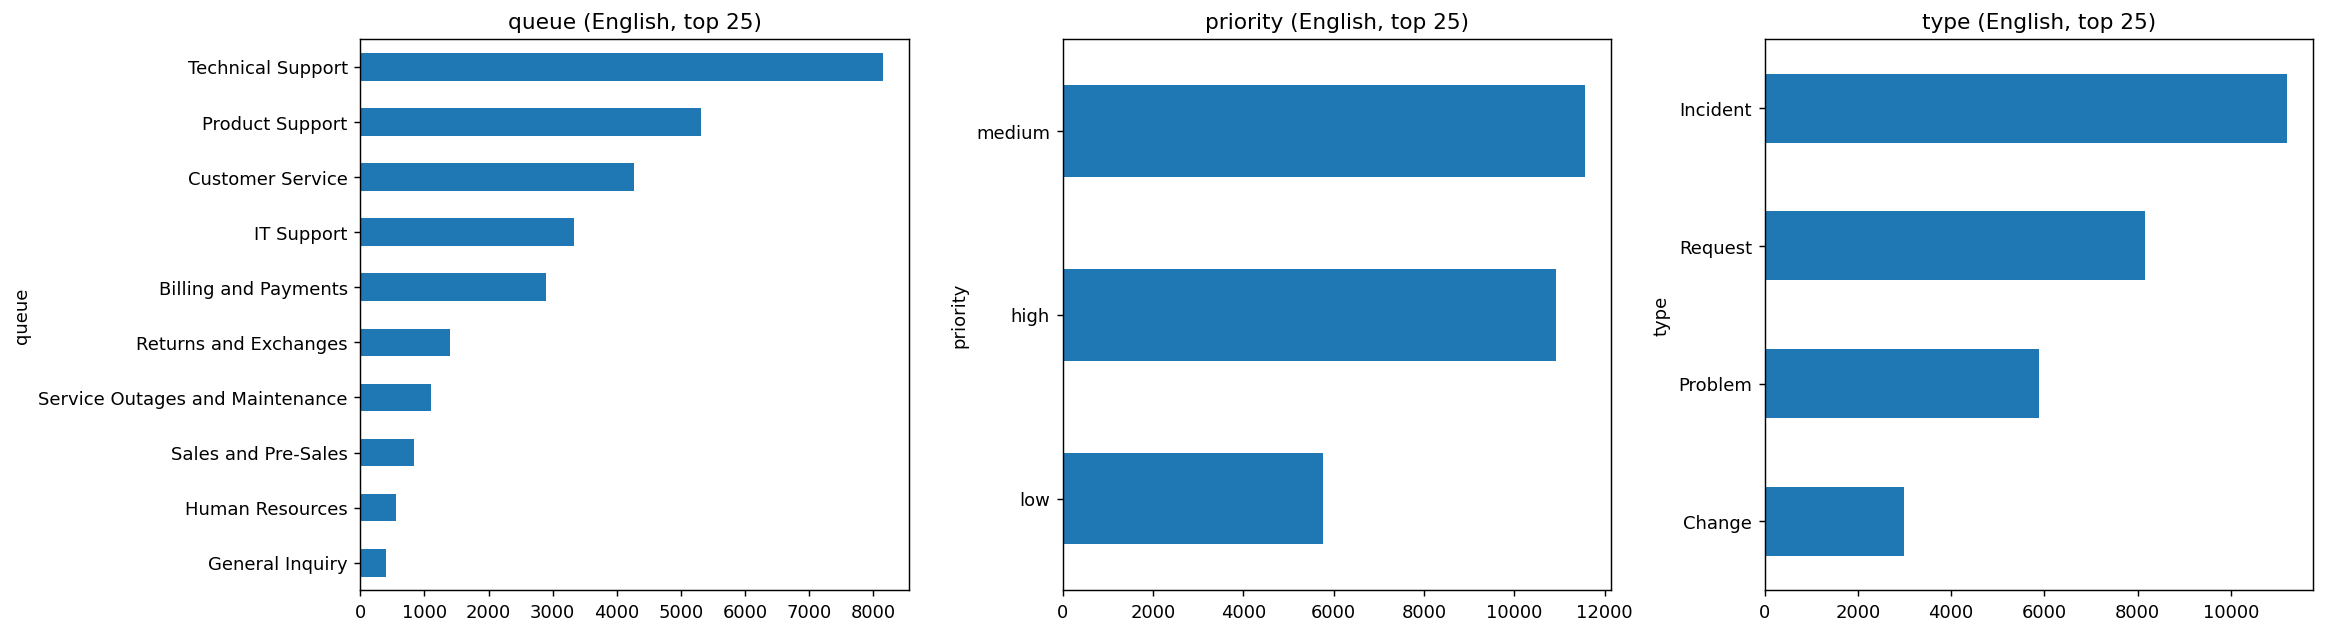 queue (English, top 25)
queue
Technical Support
Product Support
Customer Service
IT Support
Billing and Payments
Returns and Exchanges
Service Outages and Maintenance
Sales and Pre-Sales
Human Resources
General Inquiry
0 1000 2000 3000 4000 5000 6000 7000 8000
priority (English, top 25)
priority
medium
high
low
0 2000 4000 6000 8000 10000 12000
type (English, top 25)
type
Incident
Request
Problem
Change
0 2000 4000 6000 8000 10000